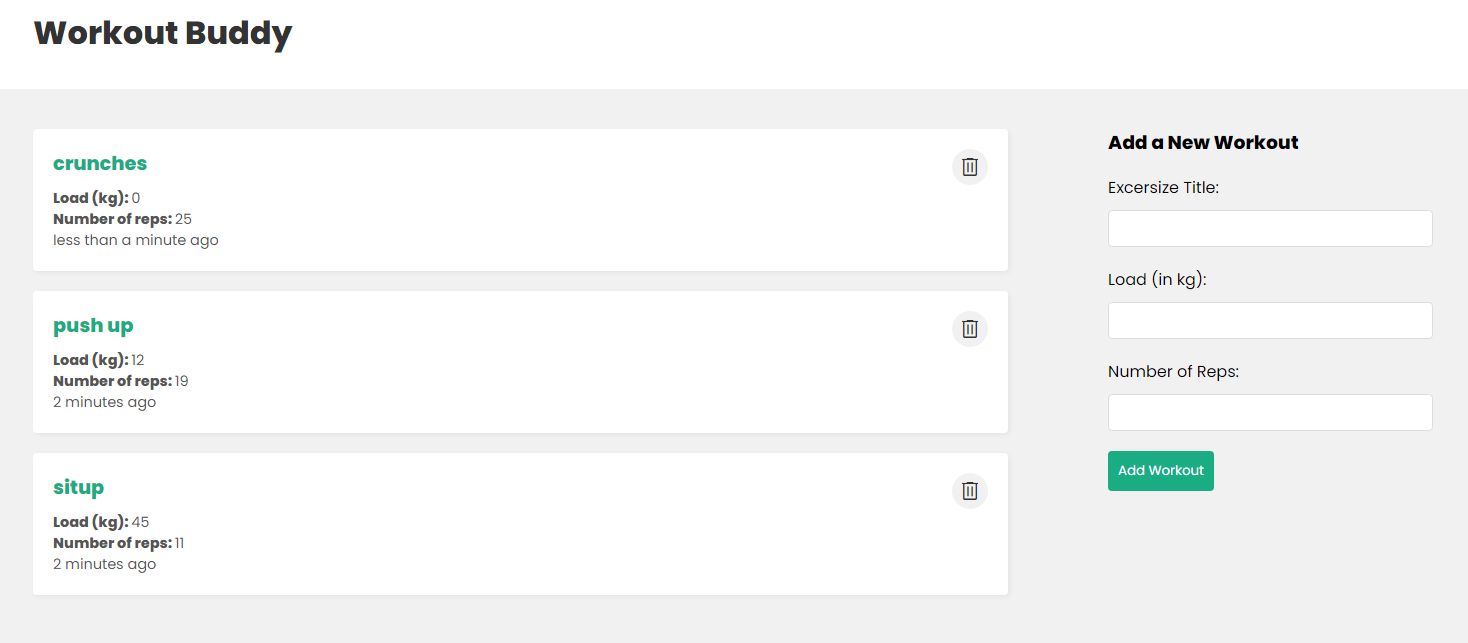 Workout Buddy
crunches
Load (kg): 0
Number of reps: 25
less than a minute ago
push up
Load (kg): 12
Number of reps: 19
2 minutes ago
situp
Load (kg): 45
Number of reps: 11
2 minutes ago
Add a New Workout
Excersize Title:
Load (in kg):
Number of Reps:
Add Workout